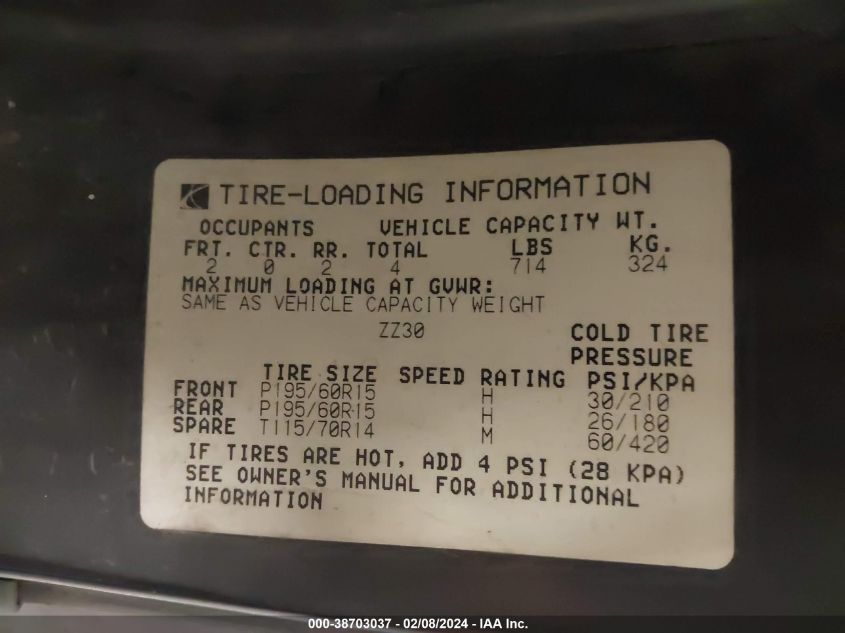 TIRE-LOADING INFORMATION
OCCUPANTS VEHICLE CAPACITY WT.
FRT. CTR. RR. TOTAL LBS KG.
2 0 2 4 714 324
MAXIMUM LOADING AT GVWR:
SAME AS VEHICLE CAPACITY WEIGHT
ZZ30 COLD TIRE
PRESSURE
TIRE SIZE SPEED RATING PSI/KPA
FRONT P195/60R15 H 30/210
REAR P195/60R15 H 26/180
SPARE T115/70R14 M 60/420
IF TIRES ARE HOT, ADD 4 PSI (28 KPA)
SEE OWNER'S MANUAL FOR ADDITIONAL
INFORMATION
000-38703037 - 02/08/2024 - IAA Inc.